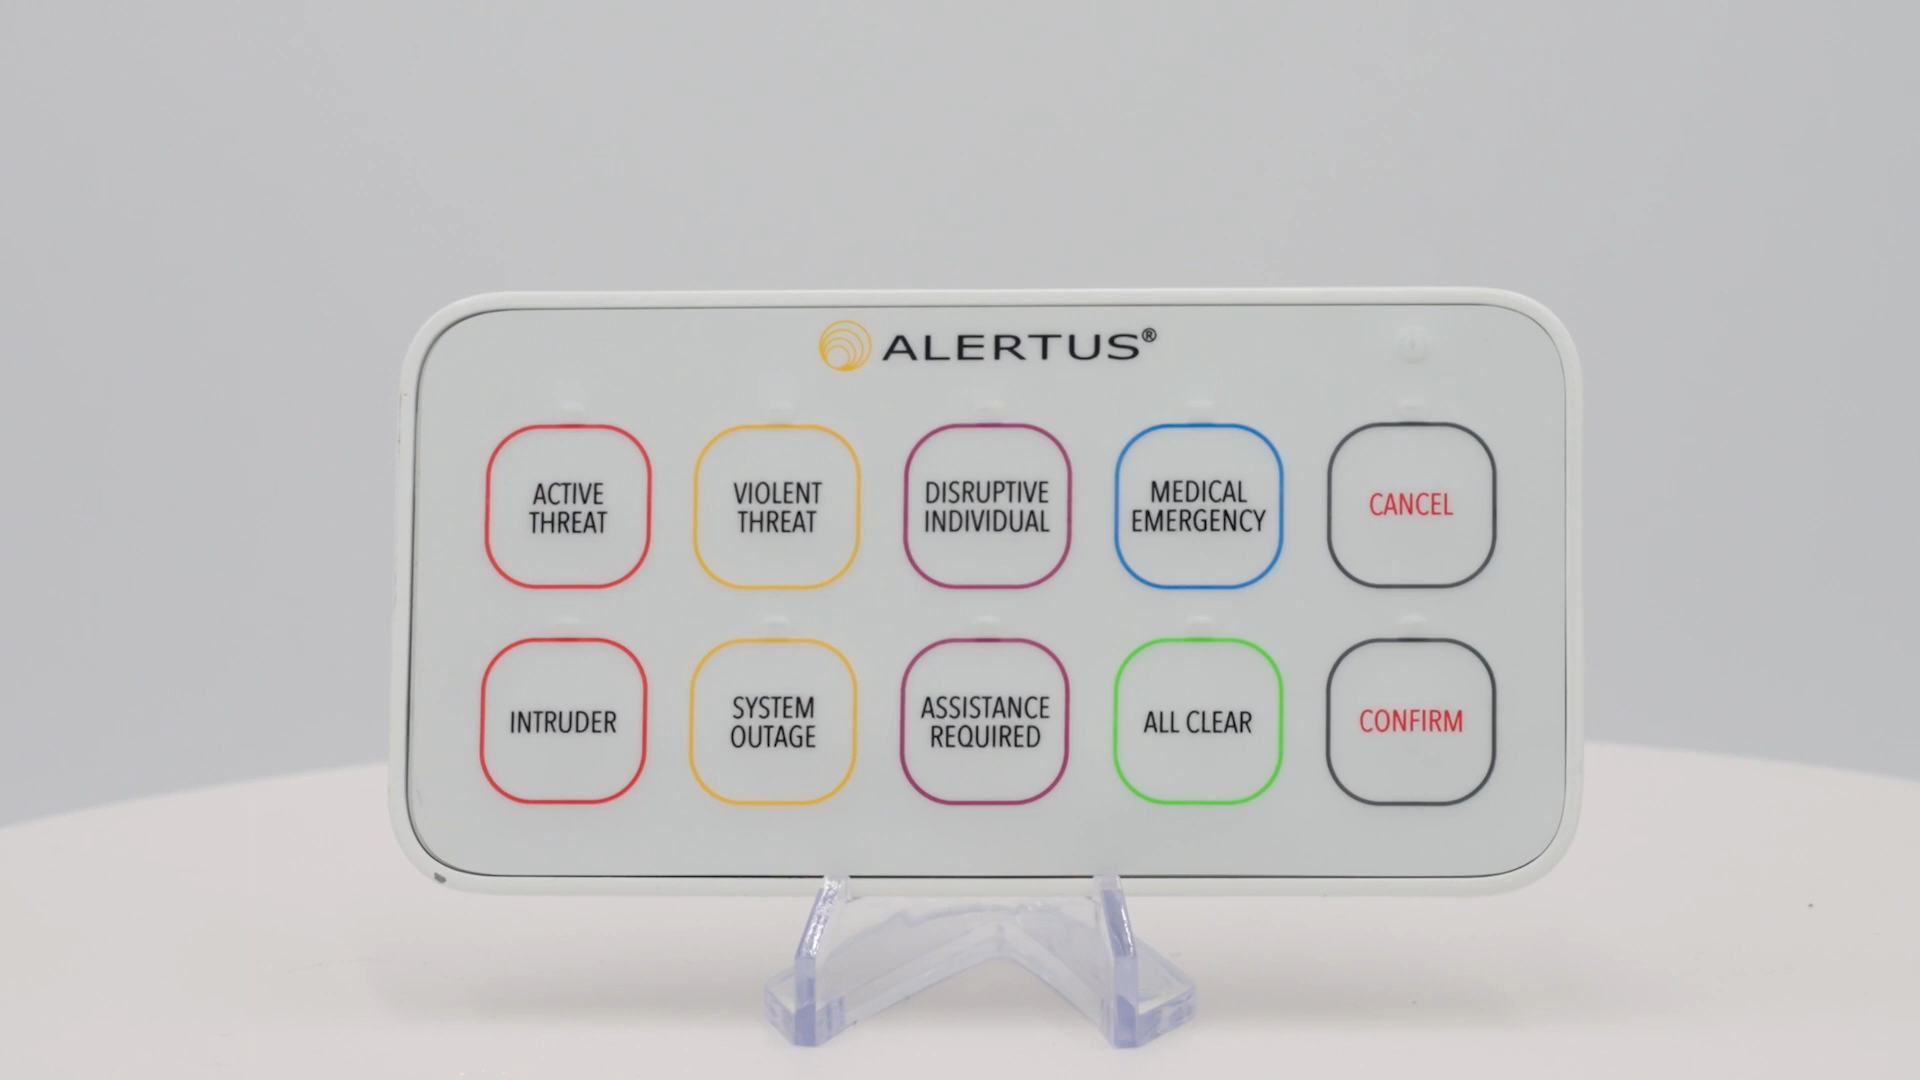 ALERTUS®
ACTIVE
THREAT
VIOLENT
THREAT
DISRUPTIVE
INDIVIDUAL
MEDICAL
EMERGENCY
CANCEL
INTRUDER
SYSTEM
OUTAGE
ASSISTANCE
REQUIRED
ALL CLEAR
CONFIRM